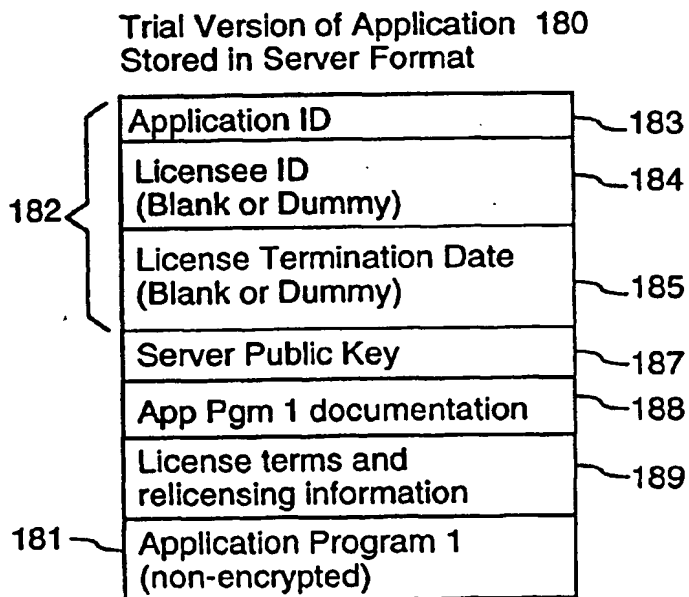 Trial Version of Application 180
Stored in Server Format
Application ID
183
Licensee ID
(Blank or Dummy)
184
182
License Termination Date
(Blank or Dummy)
185
Server Public Key
187
App Pgm 1 documentation
188
License terms and
relicensing information
189
181
Application Program 1
(non-encrypted)